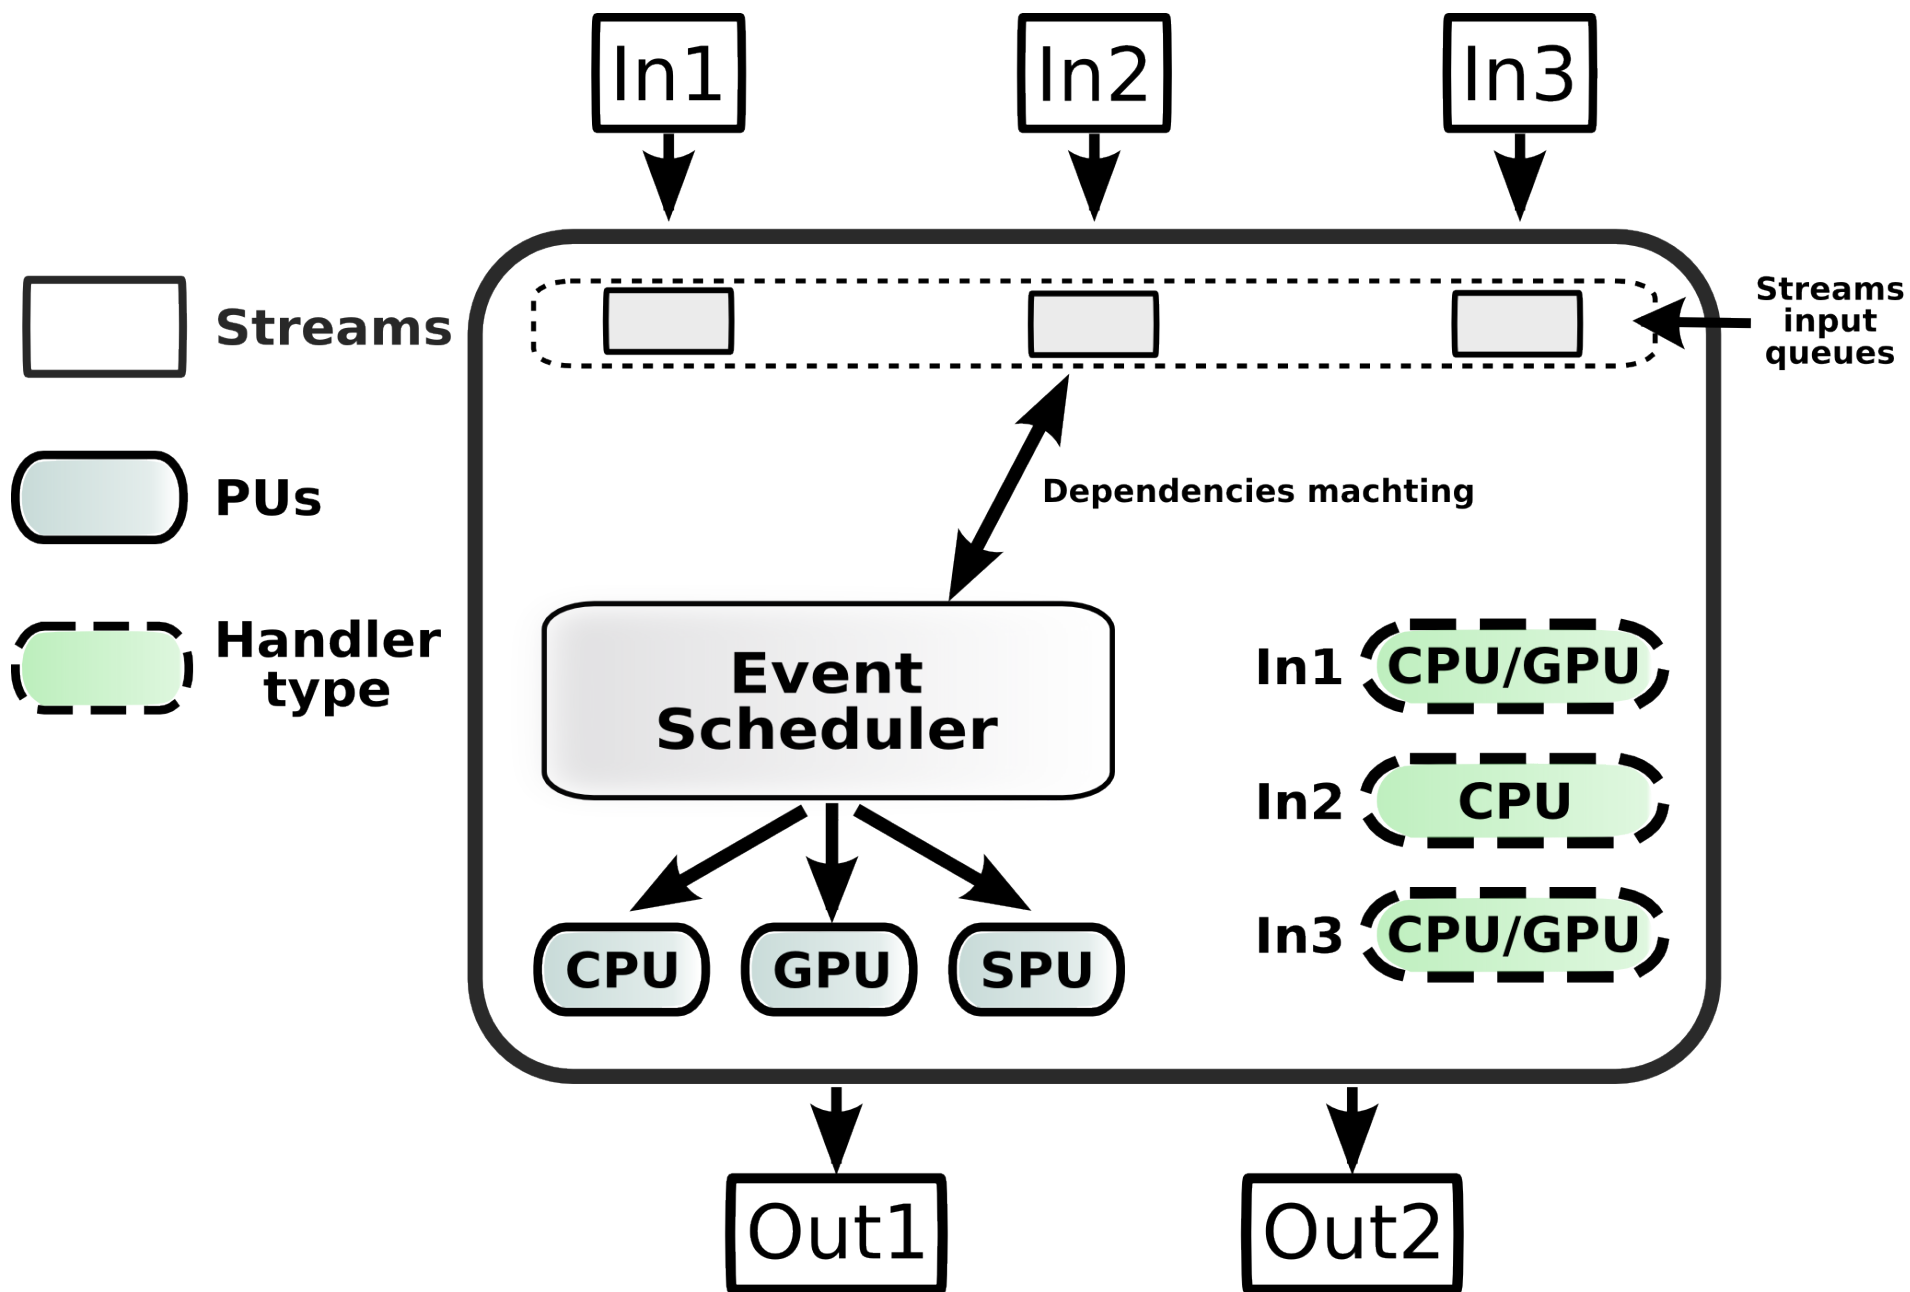 In1
In2
In3
Streams
input
queues
Streams
PUs
Handler
type
Dependencies machting
Event
Scheduler
CPU
GPU
SPU
In1 CPU/GPU
In2 CPU
In3 CPU/GPU
Out1
Out2